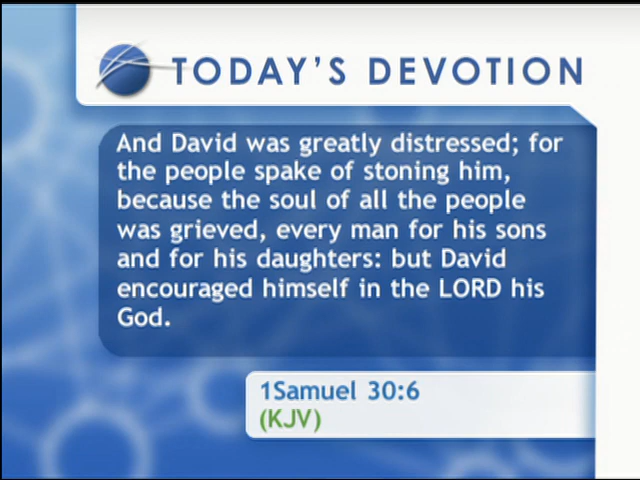 TODAY'S DEVOTION
And David was greatly distressed; for
the people spake of stoning him,
because the soul of all the people
was grieved, every man for his sons
and for his daughters: but David
encouraged himself in the LORD his
God.
1Samuel 30:6
(KJV)